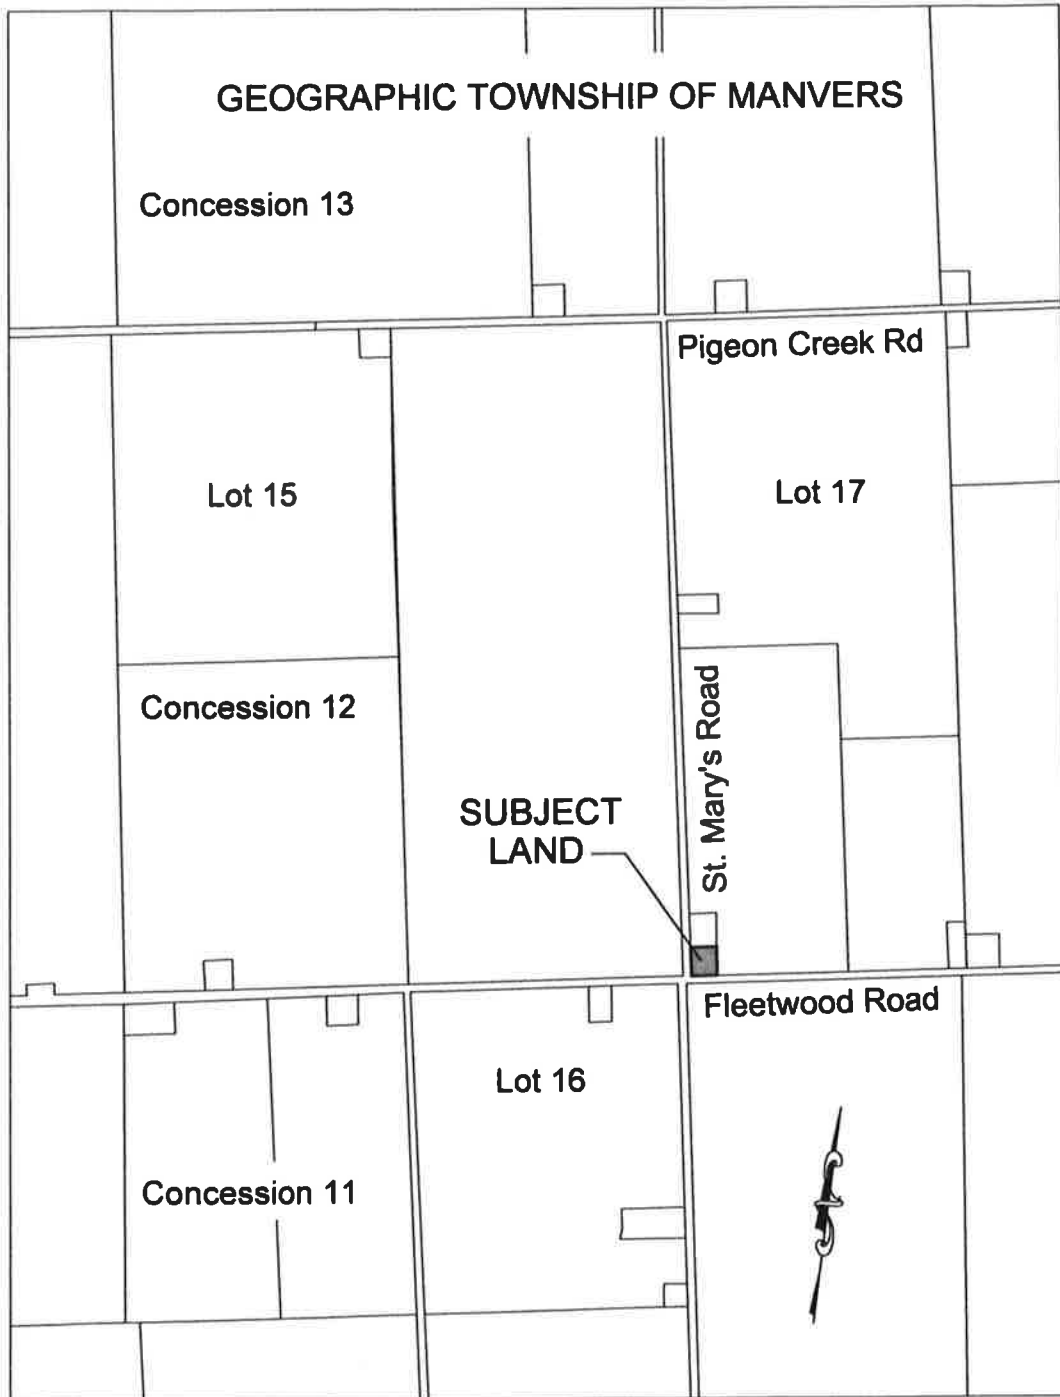 GEOGRAPHIC TOWNSHIP OF MANVERS
Concession 13
Pigeon Creek Rd
Lot 15
Lot 17
Concession 12
St. Mary's Road
SUBJECT
LAND
Fleetwood Road
Lot 16
Concession 11